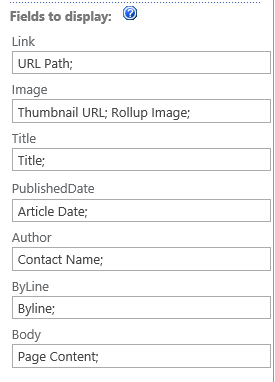 Fields to display:
Link
URL Path;
Image
Thumbnail URL; Rollup Image;
Title
Title;
PublishedDate
Article Date;
Author
Contact Name;
ByLine
Byline;
Body
Page Content;